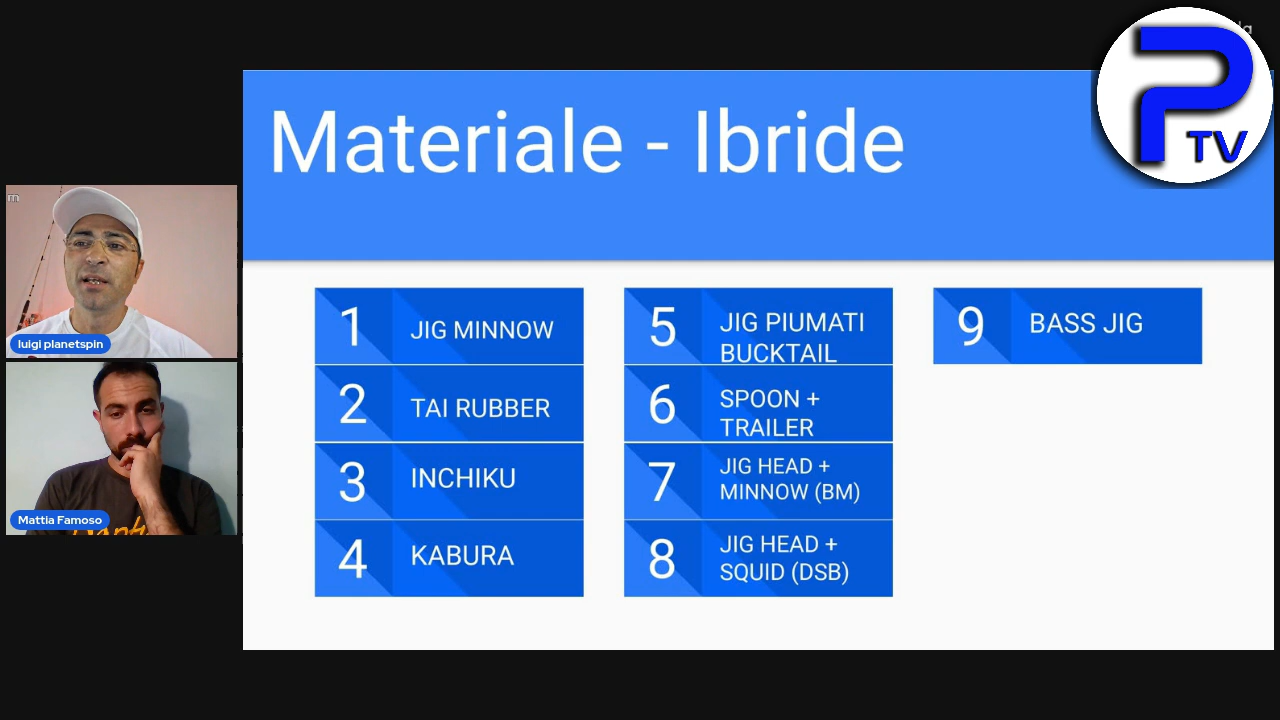 Materiale - Ibride
P
TV
m
luigi planetspin
Mattia Famoso
1
JIG MINNOW
2
TAI RUBBER
3
INCHIKU
4
KABURA
5
JIG PIUMATI
BUCKTAIL
6
SPOON +
TRAILER
7
JIG HEAD +
MINNOW (BM)
8
JIG HEAD +
SQUID (DSB)
9
BASS JIG